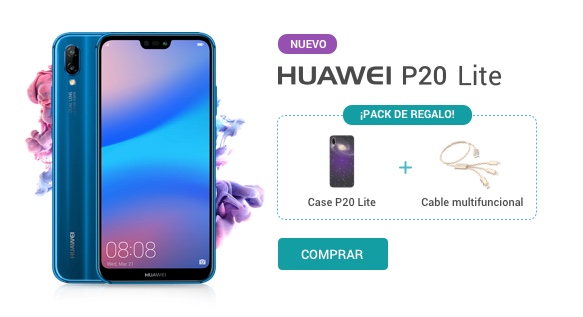 NUEVO
HUAWEI P20 Lite
¡PACK DE REGALO!
Case P20 Lite
Cable multifuncional
COMPRAR
08:08
Wed, Mar 21
HUAWEI
HUAWEI